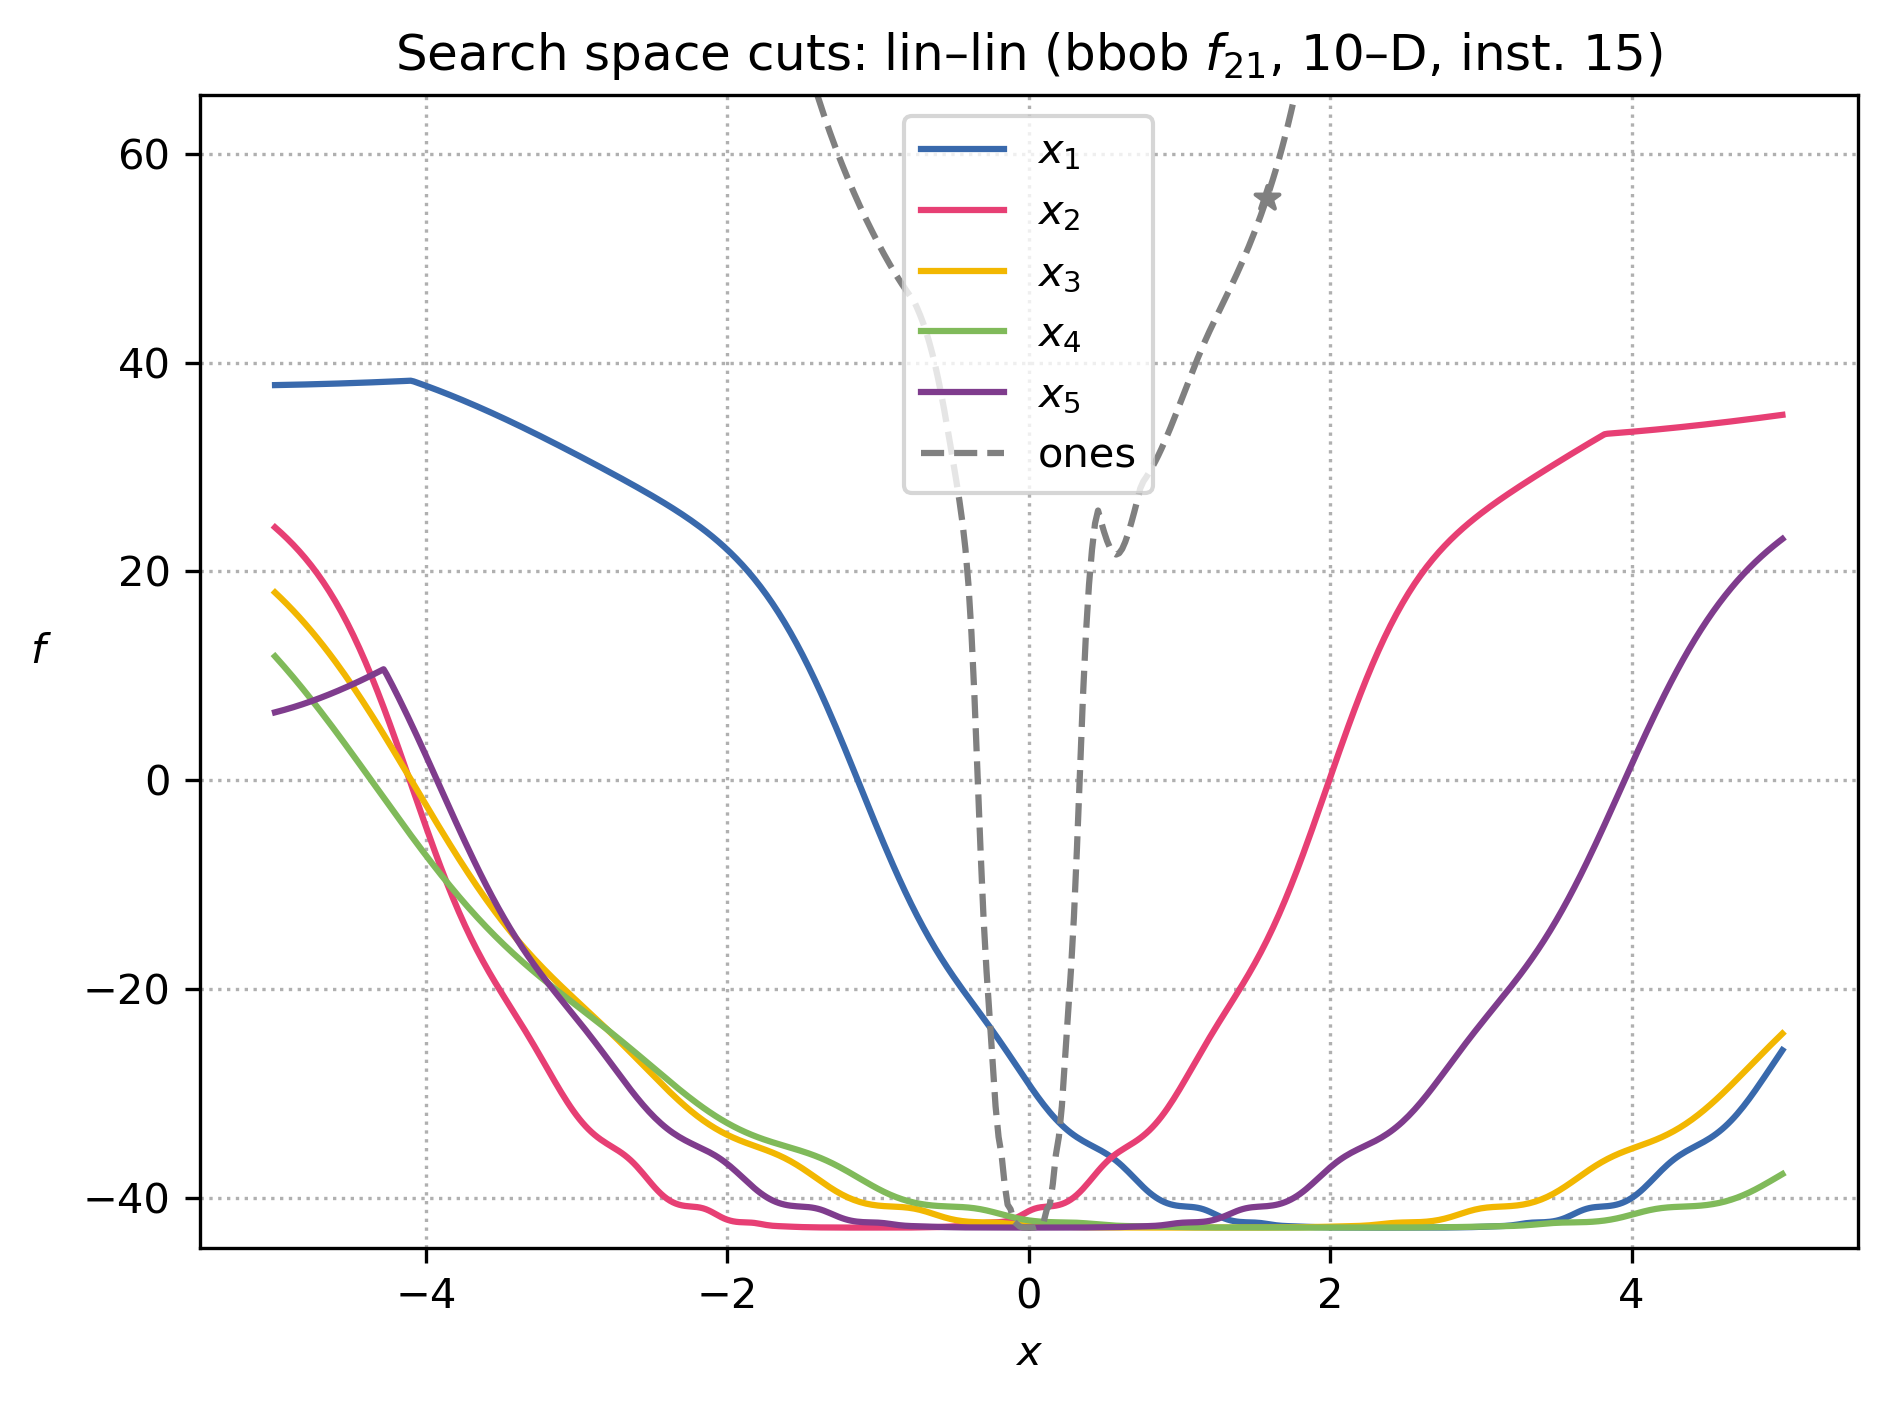 Search space cuts: lin–lin (bbob f₂₁, 10–D, inst. 15)
60
40
20
0
−20
−40
f
x₁
x₂
x₃
x₄
x₅
ones
−4
−2
0
2
4
x